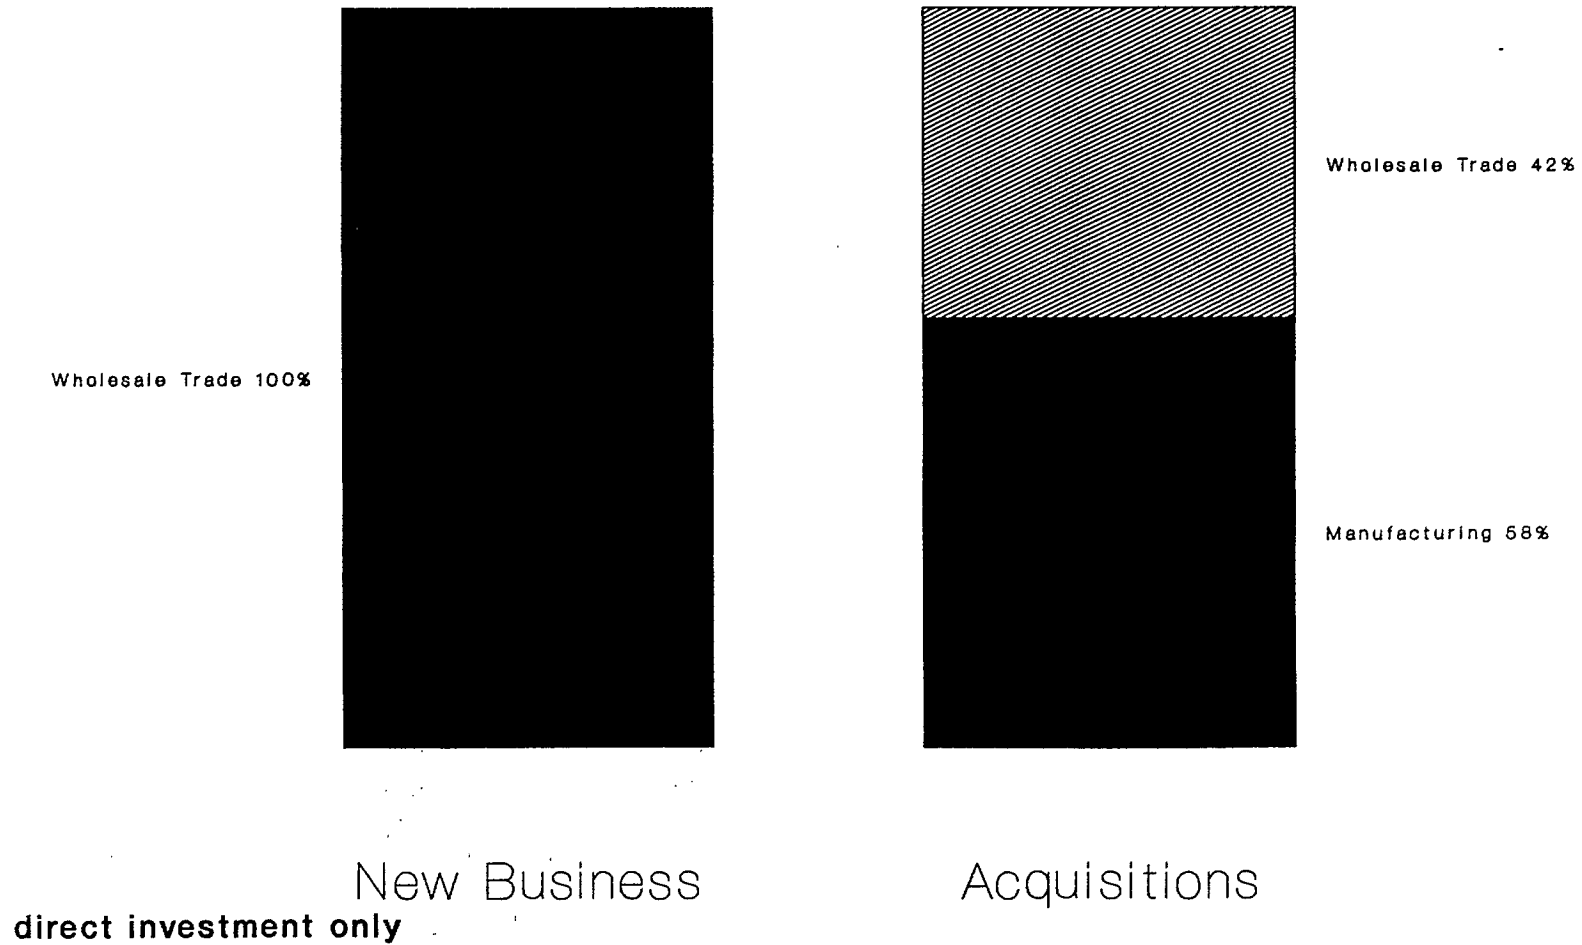 Wholesale Trade 42%
Wholesale Trade 100%
Manufacturing 58%
New Business
Acquisitions
direct investment only